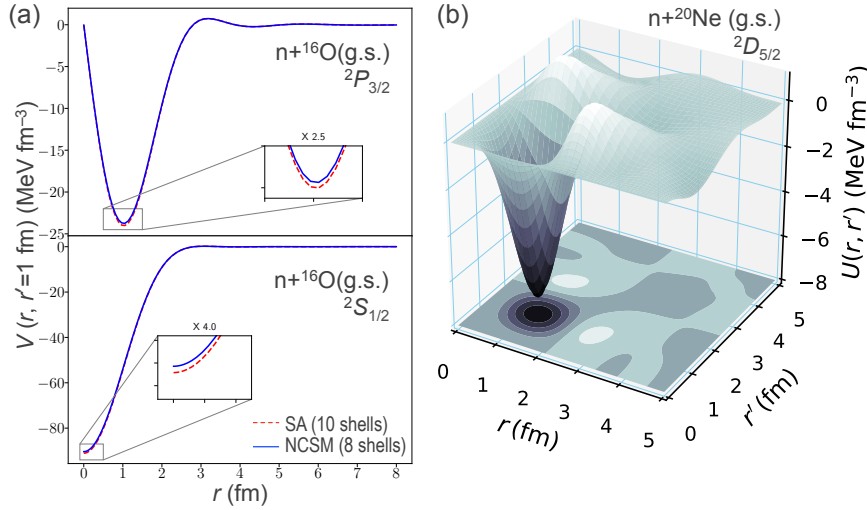 (a)
n+¹⁶O(g.s.)
²P₃/₂
0
−5
−10
−15
−20
−25
X 2.5
V (r, r′=1 fm) (MeV fm⁻³)
n+¹⁶O(g.s.)
²S₁/₂
0
−20
−40
−60
−80
X 4.0
SA (10 shells)
NCSM (8 shells)
0 1 2 3 4 5 6 7 8
r (fm)
(b)
n+²⁰Ne (g.s.)
²D₅/₂
0
−2
−4
−6
−8
U(r, r′) (MeV fm⁻³)
0 1 2 3 4 5
r (fm)
0 1 2 3 4 5
r′ (fm)